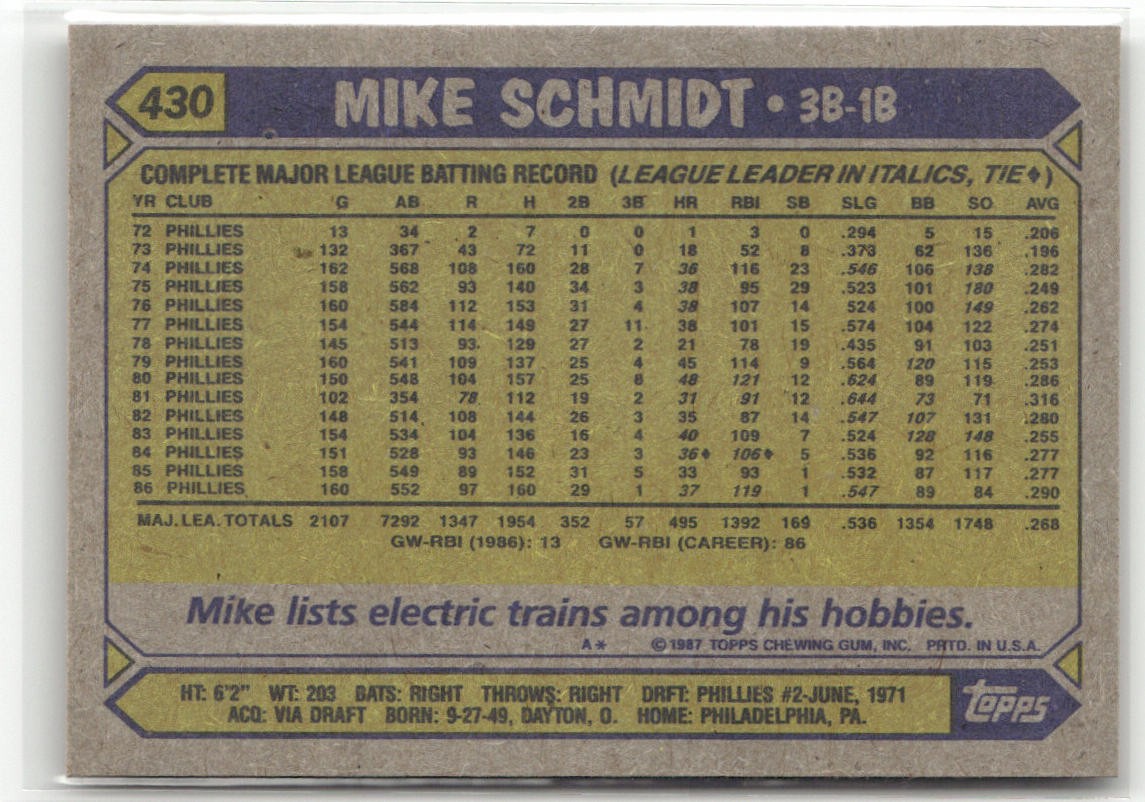 430 MIKE SCHMIDT • 3B-1B
COMPLETE MAJOR LEAGUE BATTING RECORD (LEAGUE LEADER IN ITALICS, TIE♦)
YR CLUB G AB R H 2B 3B HR RBI SB SLG BB SO AVG
72 PHILLIES 13 34 2 7 0 0 1 3 0 .294 5 15 .206
73 PHILLIES 132 367 43 72 11 0 18 52 8 .373 62 136 .196
74 PHILLIES 162 568 108 160 28 7 36 116 23 .546 106 138 .282
75 PHILLIES 158 562 93 140 34 3 38 95 29 .523 101 180 .249
76 PHILLIES 160 584 112 153 31 4 38 107 14 .524 100 149 .262
77 PHILLIES 154 544 114 149 27 11 38 101 15 .574 104 122 .274
78 PHILLIES 145 513 93 129 27 2 21 78 19 .435 91 103 .251
79 PHILLIES 160 541 109 137 25 4 45 114 9 .564 120 115 .253
80 PHILLIES 150 548 104 157 25 8 48 121 12 .624 89 119 .286
81 PHILLIES 102 354 78 112 19 2 31 91 12 .644 73 71 .316
82 PHILLIES 148 514 108 144 26 3 35 87 14 .547 107 131 .280
83 PHILLIES 154 534 104 136 16 4 40 109 7 .524 128 148 .255
84 PHILLIES 151 528 93 146 23 3 36♦ 106♦ 5 .536 92 116 .277
85 PHILLIES 158 549 89 152 31 5 33 93 1 .532 87 117 .277
86 PHILLIES 160 552 97 160 29 1 37 119 1 .547 89 84 .290
MAJ. LEA. TOTALS 2107 7292 1347 1954 352 57 495 1392 169 .536 1354 1748 .268
GW-RBI (1986): 13 GW-RBI (CAREER): 86
Mike lists electric trains among his hobbies.
A* © 1987 TOPPS CHEWING GUM, INC. PRTD. IN U.S.A.
HT: 6'2" WT: 203 BATS: RIGHT THROWS: RIGHT DRFT: PHILLIES #2-JUNE, 1971
ACQ: VIA DRAFT BORN: 9-27-49, DAYTON, O. HOME: PHILADELPHIA, PA.
topps